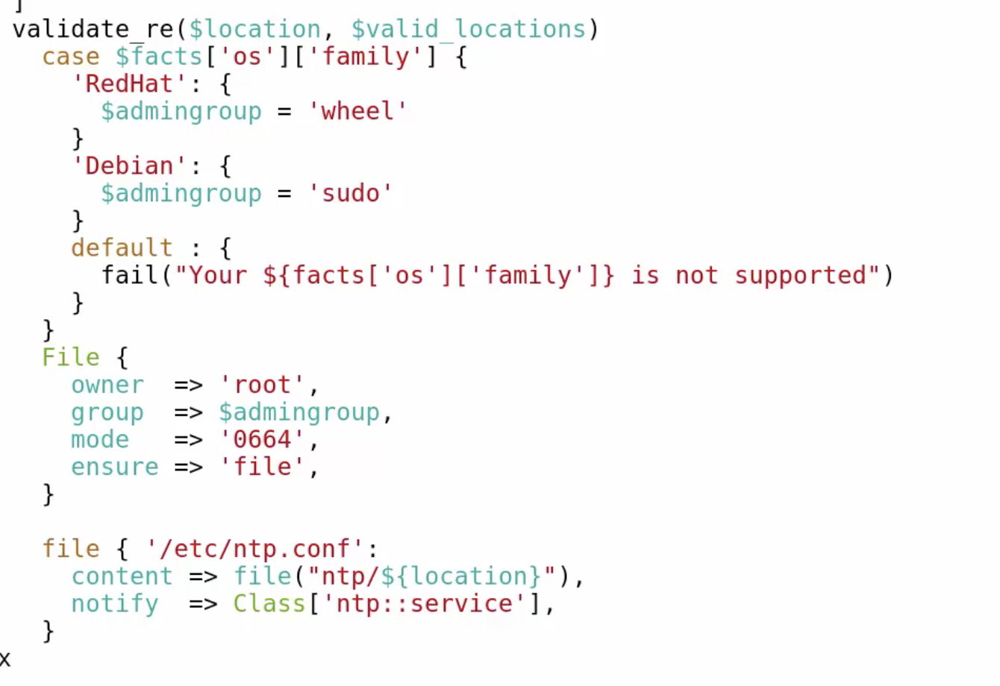 ]
validate_re($location, $valid_locations)
  case $facts['os']['family'] {
    'RedHat': {
      $admingroup = 'wheel'
    }
    'Debian': {
      $admingroup = 'sudo'
    }
    default : {
      fail("Your ${facts['os']['family']} is not supported")
    }
  }
  File {
    owner  => 'root',
    group  => $admingroup,
    mode   => '0664',
    ensure => 'file',
  }

  file { '/etc/ntp.conf':
    content => file("ntp/${location}"),
    notify  => Class['ntp::service'],
  }
x